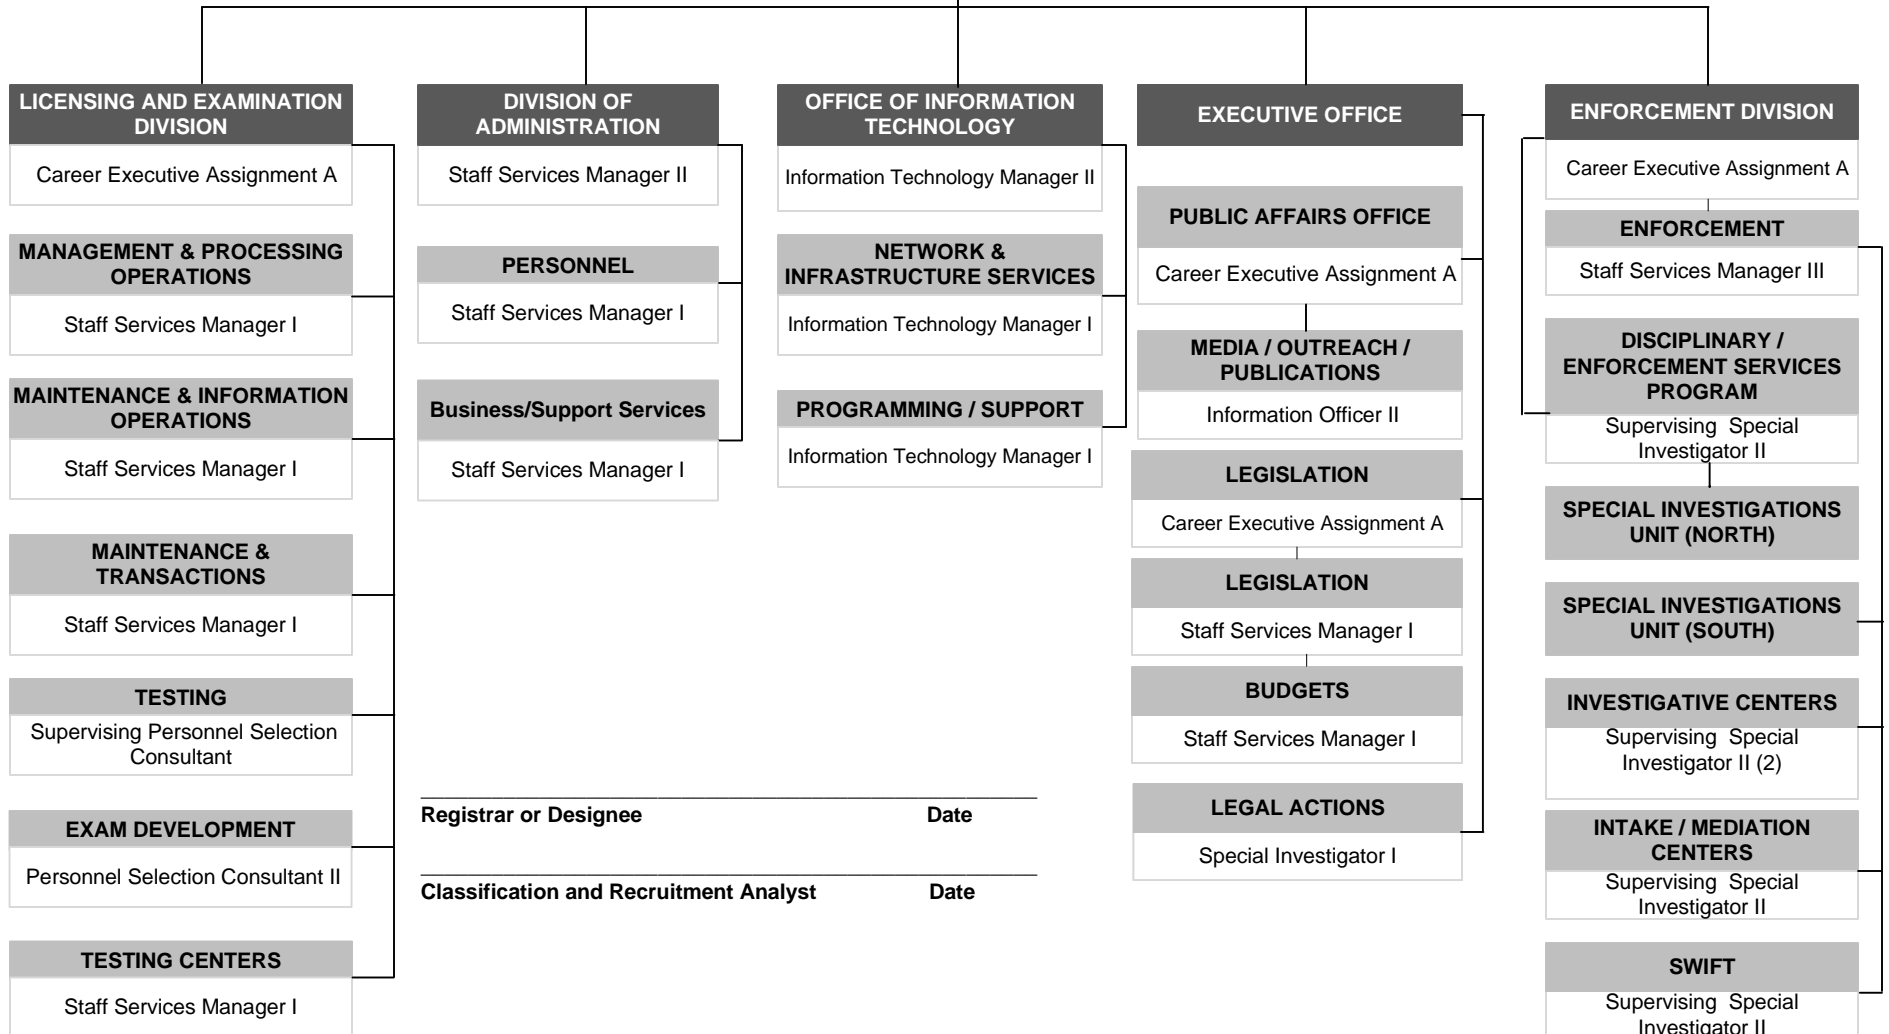 LICENSING AND EXAMINATION
DIVISION
Career Executive Assignment A
MANAGEMENT & PROCESSING
OPERATIONS
Staff Services Manager I
MAINTENANCE & INFORMATION
OPERATIONS
Staff Services Manager I
MAINTENANCE &
TRANSACTIONS
Staff Services Manager I
TESTING
Supervising Personnel Selection
Consultant
EXAM DEVELOPMENT
Personnel Selection Consultant II
TESTING CENTERS
Staff Services Manager I
DIVISION OF
ADMINISTRATION
Staff Services Manager II
PERSONNEL
Staff Services Manager I
Business/Support Services
Staff Services Manager I
OFFICE OF INFORMATION
TECHNOLOGY
Information Technology Manager II
NETWORK &
INFRASTRUCTURE SERVICES
Information Technology Manager I
PROGRAMMING / SUPPORT
Information Technology Manager I
Registrar or Designee Date
Classification and Recruitment Analyst Date
EXECUTIVE OFFICE
PUBLIC AFFAIRS OFFICE
Career Executive Assignment A
MEDIA / OUTREACH /
PUBLICATIONS
Information Officer II
LEGISLATION
Career Executive Assignment A
LEGISLATION
Staff Services Manager I
BUDGETS
Staff Services Manager I
LEGAL ACTIONS
Special Investigator I
ENFORCEMENT DIVISION
Career Executive Assignment A
ENFORCEMENT
Staff Services Manager III
DISCIPLINARY /
ENFORCEMENT SERVICES
PROGRAM
Supervising Special
Investigator II
SPECIAL INVESTIGATIONS
UNIT (NORTH)
SPECIAL INVESTIGATIONS
UNIT (SOUTH)
INVESTIGATIVE CENTERS
Supervising Special
Investigator II (2)
INTAKE / MEDIATION
CENTERS
Supervising Special
Investigator II
SWIFT
Supervising Special
Investigator II